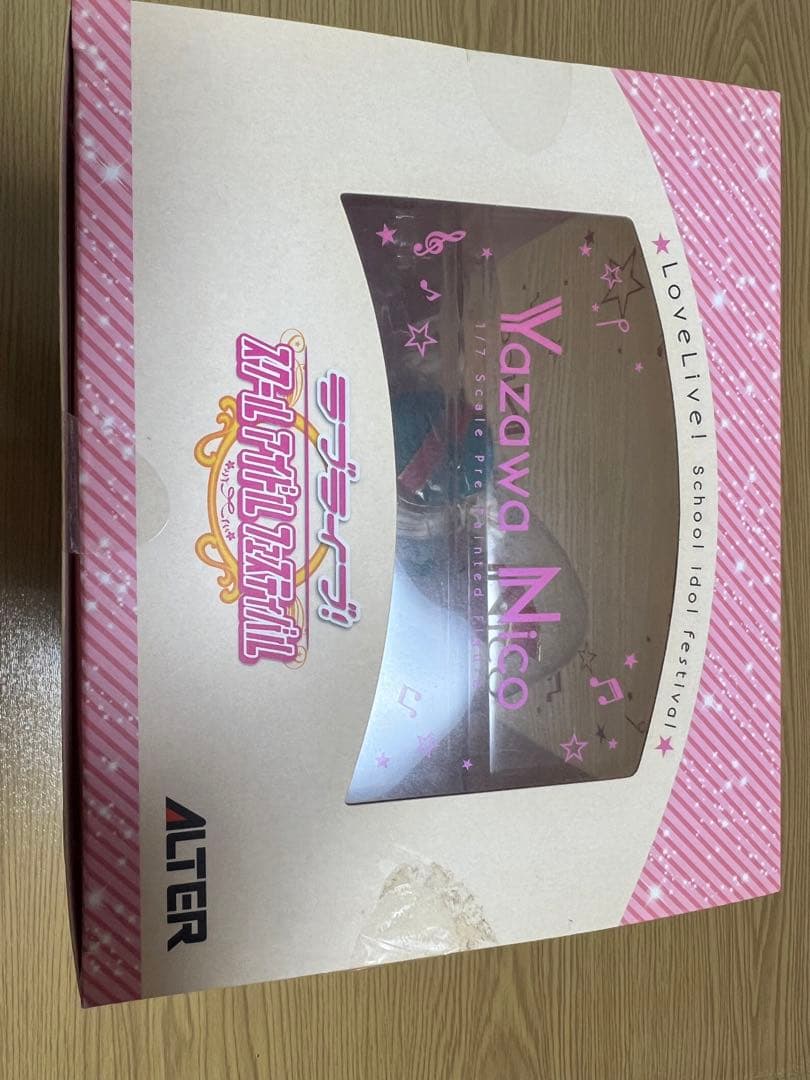 LoveLive! School idol festival
Yazawa Nico
1/7 Scale Pre Painted Figure
ラブライブ!
スクールアイドルフェスティバル
ALTER